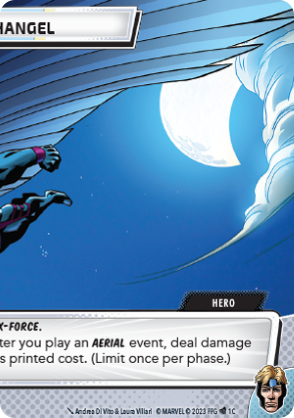 HANGEL
HERO
X-FORCE.
ter you play an AERIAL event, deal damage
s printed cost. (Limit once per phase.)
Andrea Di Vito & Laura Villari © MARVEL © 2023 FFG 1C